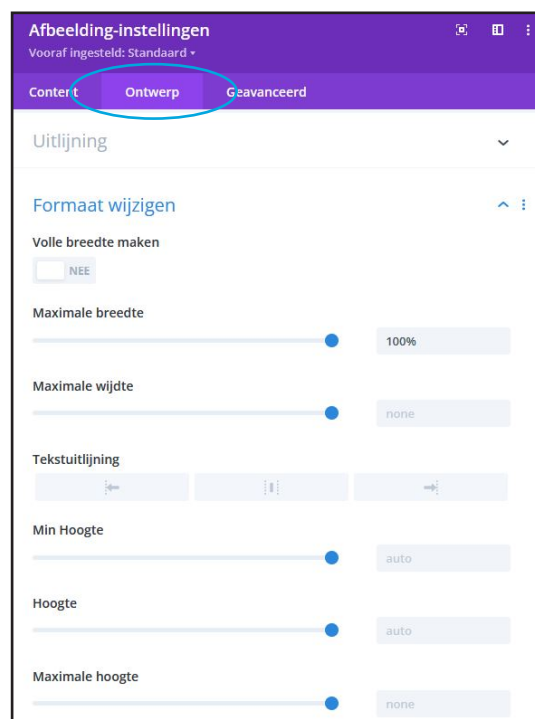 Afbeelding-instellingen
Vooraf ingesteld: Standaard
Content Ontwerp Geavanceerd
Uitlijning
Formaat wijzigen
Volle breedte maken
NEE
Maximale breedte
100%
Maximale wijdte
none
Tekstuitlijning
Min Hoogte
auto
Hoogte
auto
Maximale hoogte
none